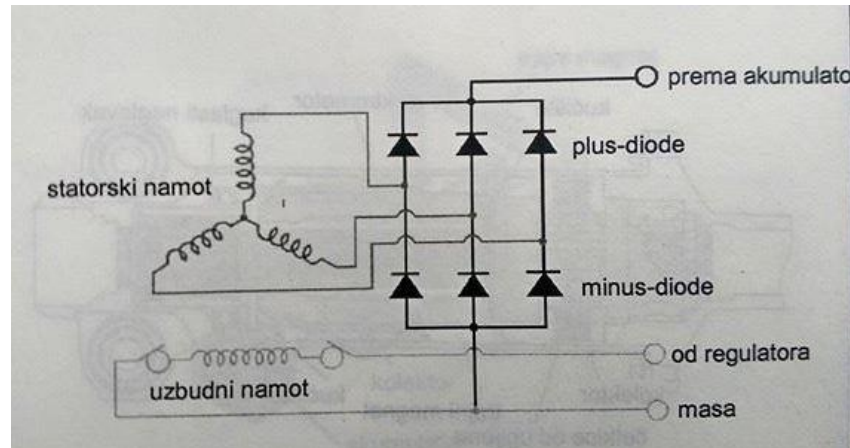 prema akumulato
plus-diode
statorski namot
minus-diode
od regulatora
uzbudni namot
masa